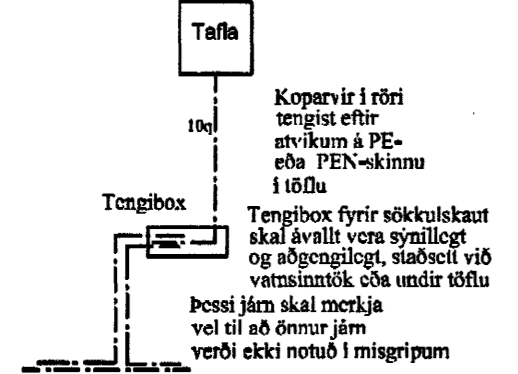 Tafla
Koparvír í röri
tengist eftir
atvikum á PE-
eða PEN-skinnu
í töflu
10q
Tengibox
Tengibox fyrir sökkulskaut
skal ávallt vera sýnillegt
og aðgengilegt, staðsett við
vatnsinntök eða undir töflu
Þessi járn skal merkja
vel til að önnur járn
verði ekki notuð í misgripum